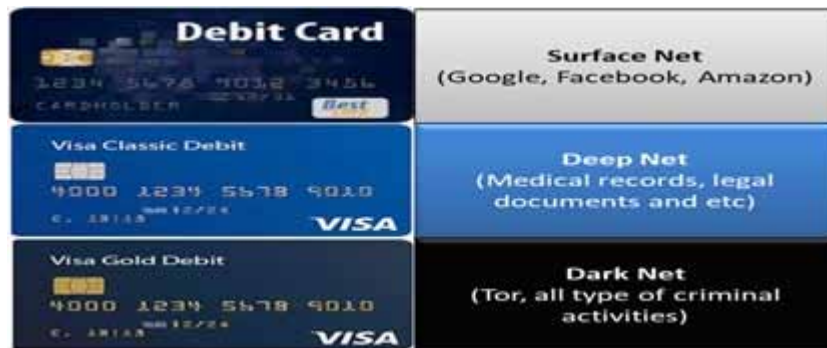 Debit Card
1234 5678 9012 3456
CARDHOLDER
Best
Surface Net
(Google, Facebook, Amazon)
Visa Classic Debit
4000 1234 5678 9010
VISA
Deep Net
(Medical records, legal
documents and etc)
Visa Gold Debit
4000 1234 5678 9010
VISA
Dark Net
(Tor, all type of criminal
activities)